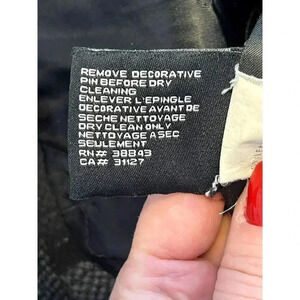 REMOVE DECORATIVE
PIN BEFORE DRY
CLEANING
ENLEVER L'EPINGLE
DECORATIVE AVANT DE
SECHE NETTOYAGE
DRY CLEAN ONLY
NETTOYAGE A SEC
SEULEMENT
RN# 38843
CA# 31127